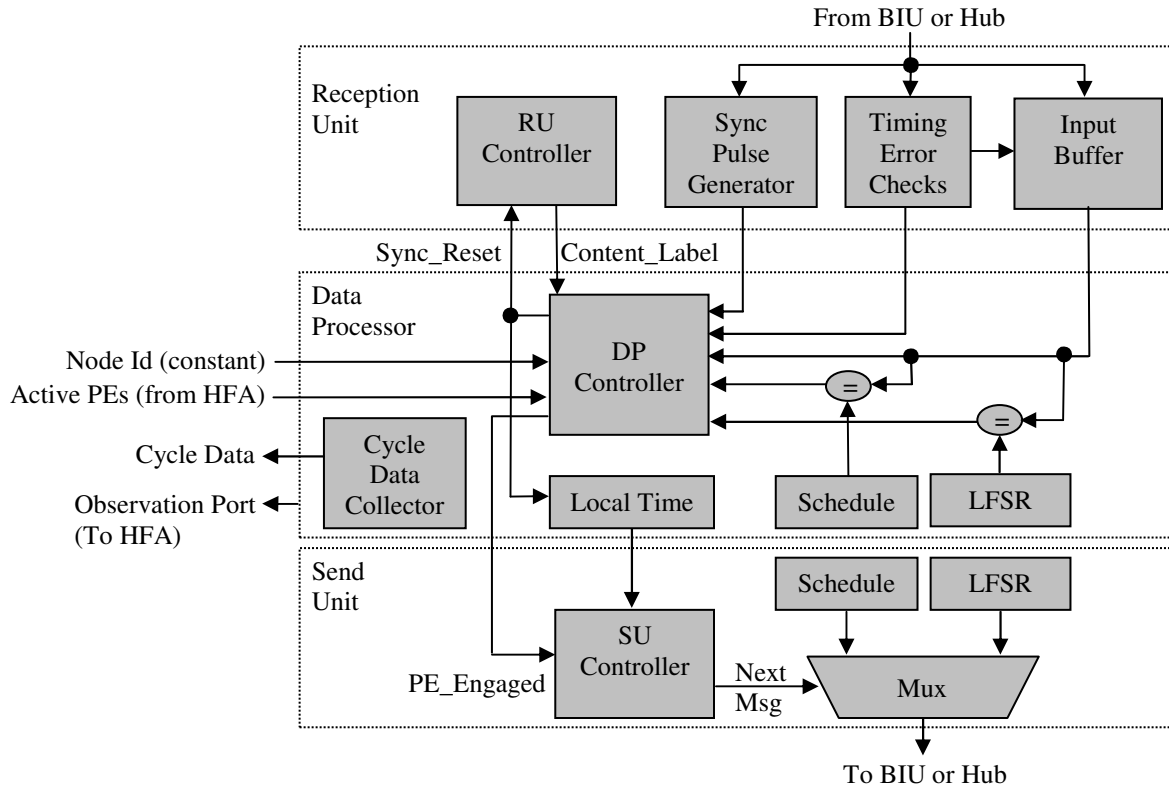 From BIU or Hub
Reception
Unit
RU
Controller
Sync
Pulse
Generator
Timing
Error
Checks
Input
Buffer
Sync_Reset
Content_Label
Data
Processor
DP
Controller
Node Id (constant)
Active PEs (from HFA)
=
=
Cycle Data
Cycle
Data
Collector
Observation Port
(To HFA)
Local Time
Schedule
LFSR
Send
Unit
Schedule
LFSR
SU
Controller
PE_Engaged
Next
Msg
Mux
To BIU or Hub